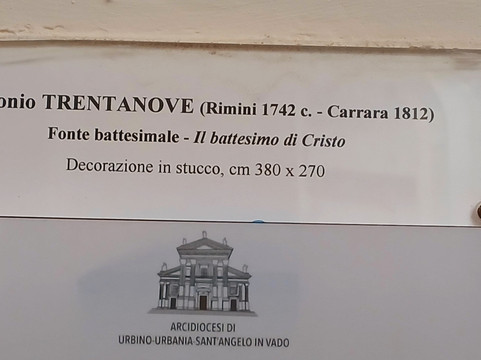 onio TRENTANOVE (Rimini 1742 c. - Carrara 1812)
Fonte battesimale - Il battesimo di Cristo
Decorazione in stucco, cm 380 x 270
ARCIDIOCESI DI
URBINO-URBANIA-SANT'ANGELO IN VADO